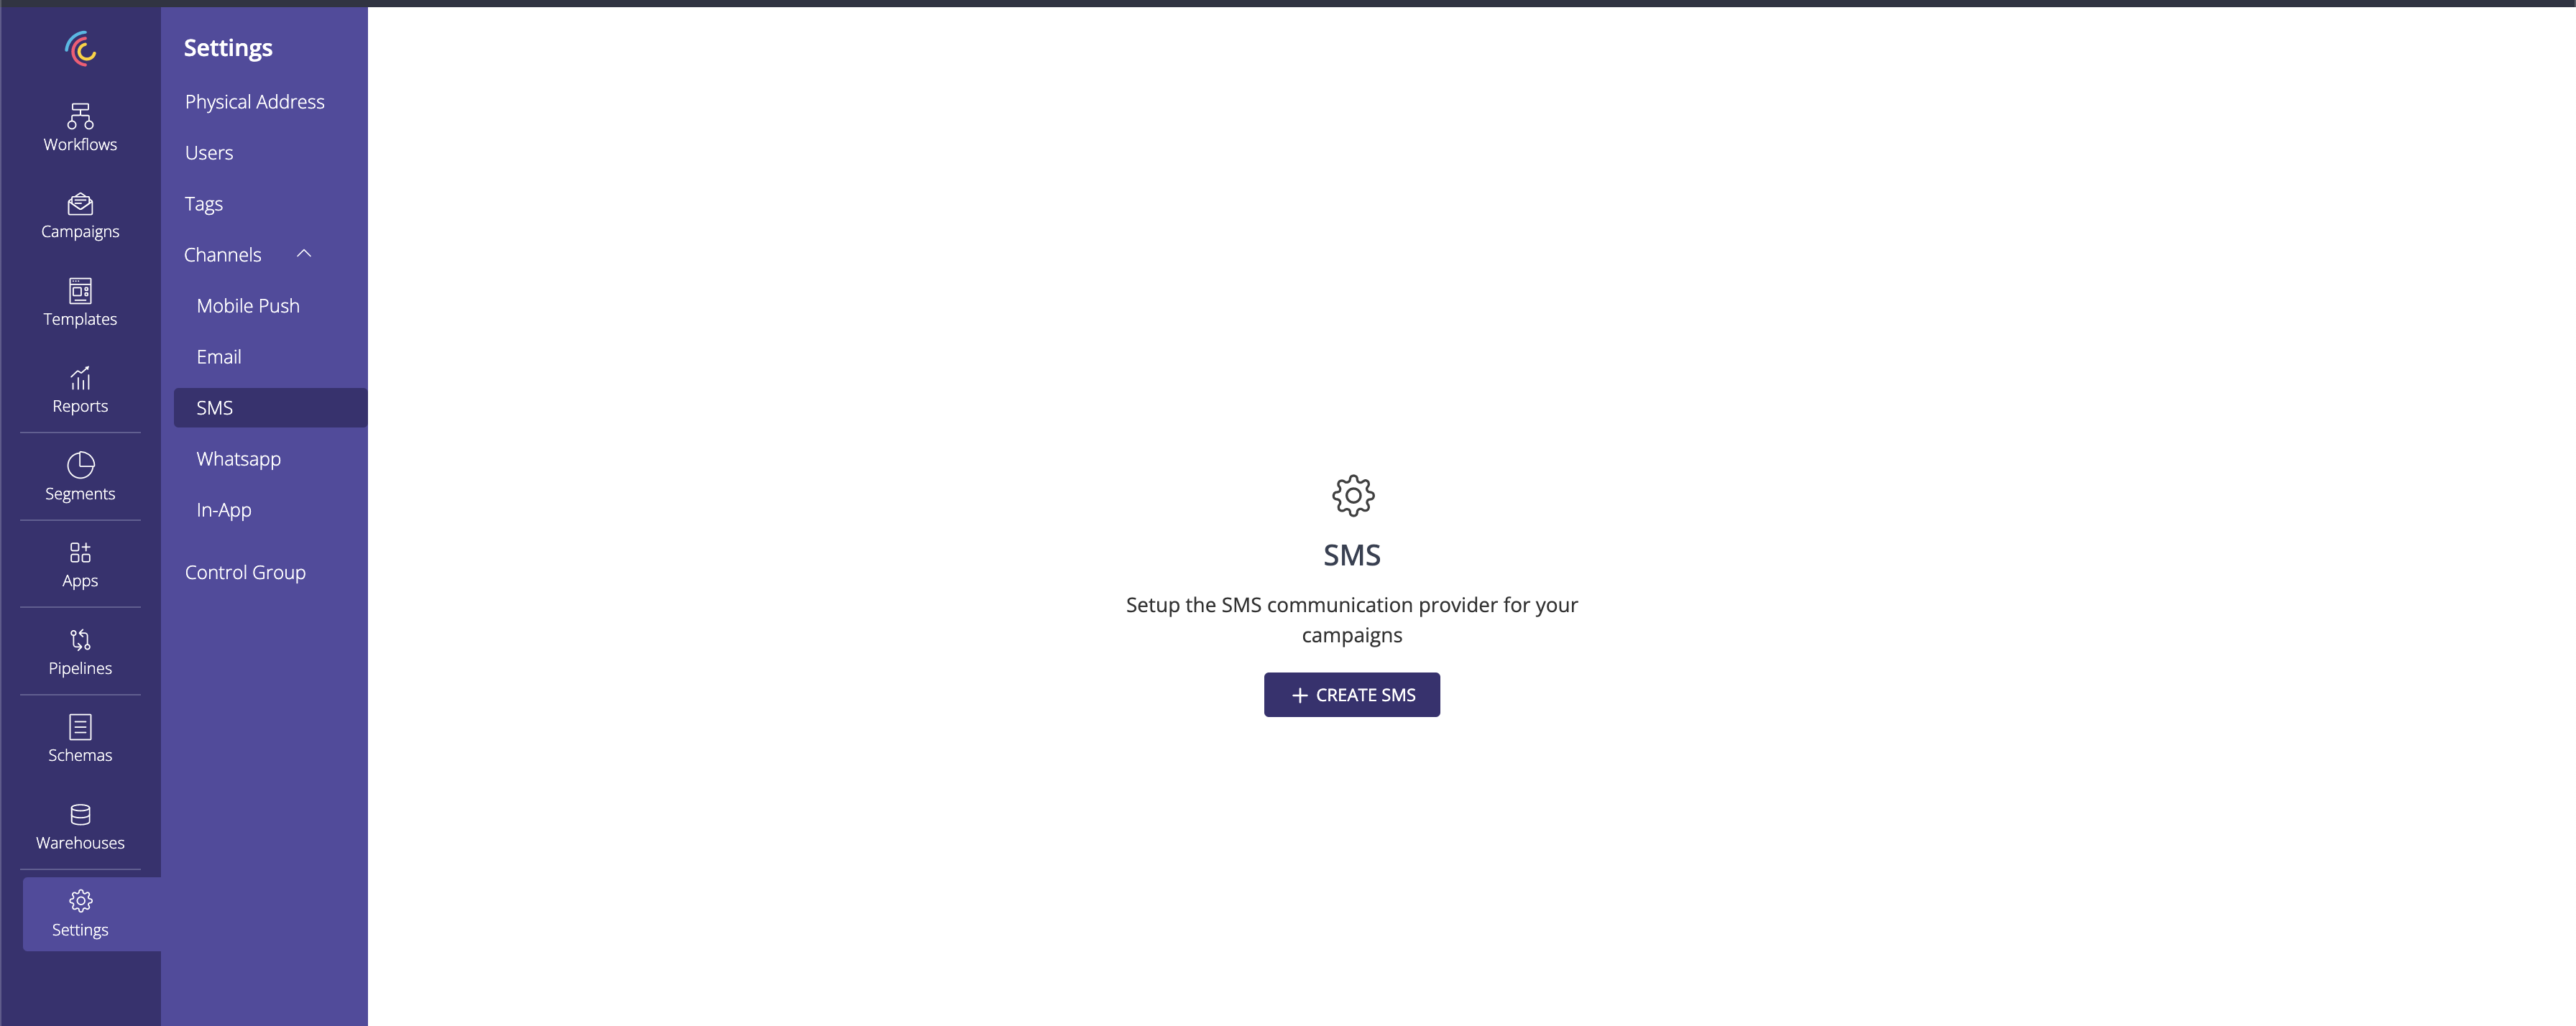 Workflows
Campaigns
Templates
Reports
Segments
Apps
Pipelines
Schemas
Warehouses
Settings
Settings
Physical Address
Users
Tags
Channels
Mobile Push
Email
SMS
Whatsapp
In-App
Control Group
SMS
Setup the SMS communication provider for your
campaigns
CREATE SMS